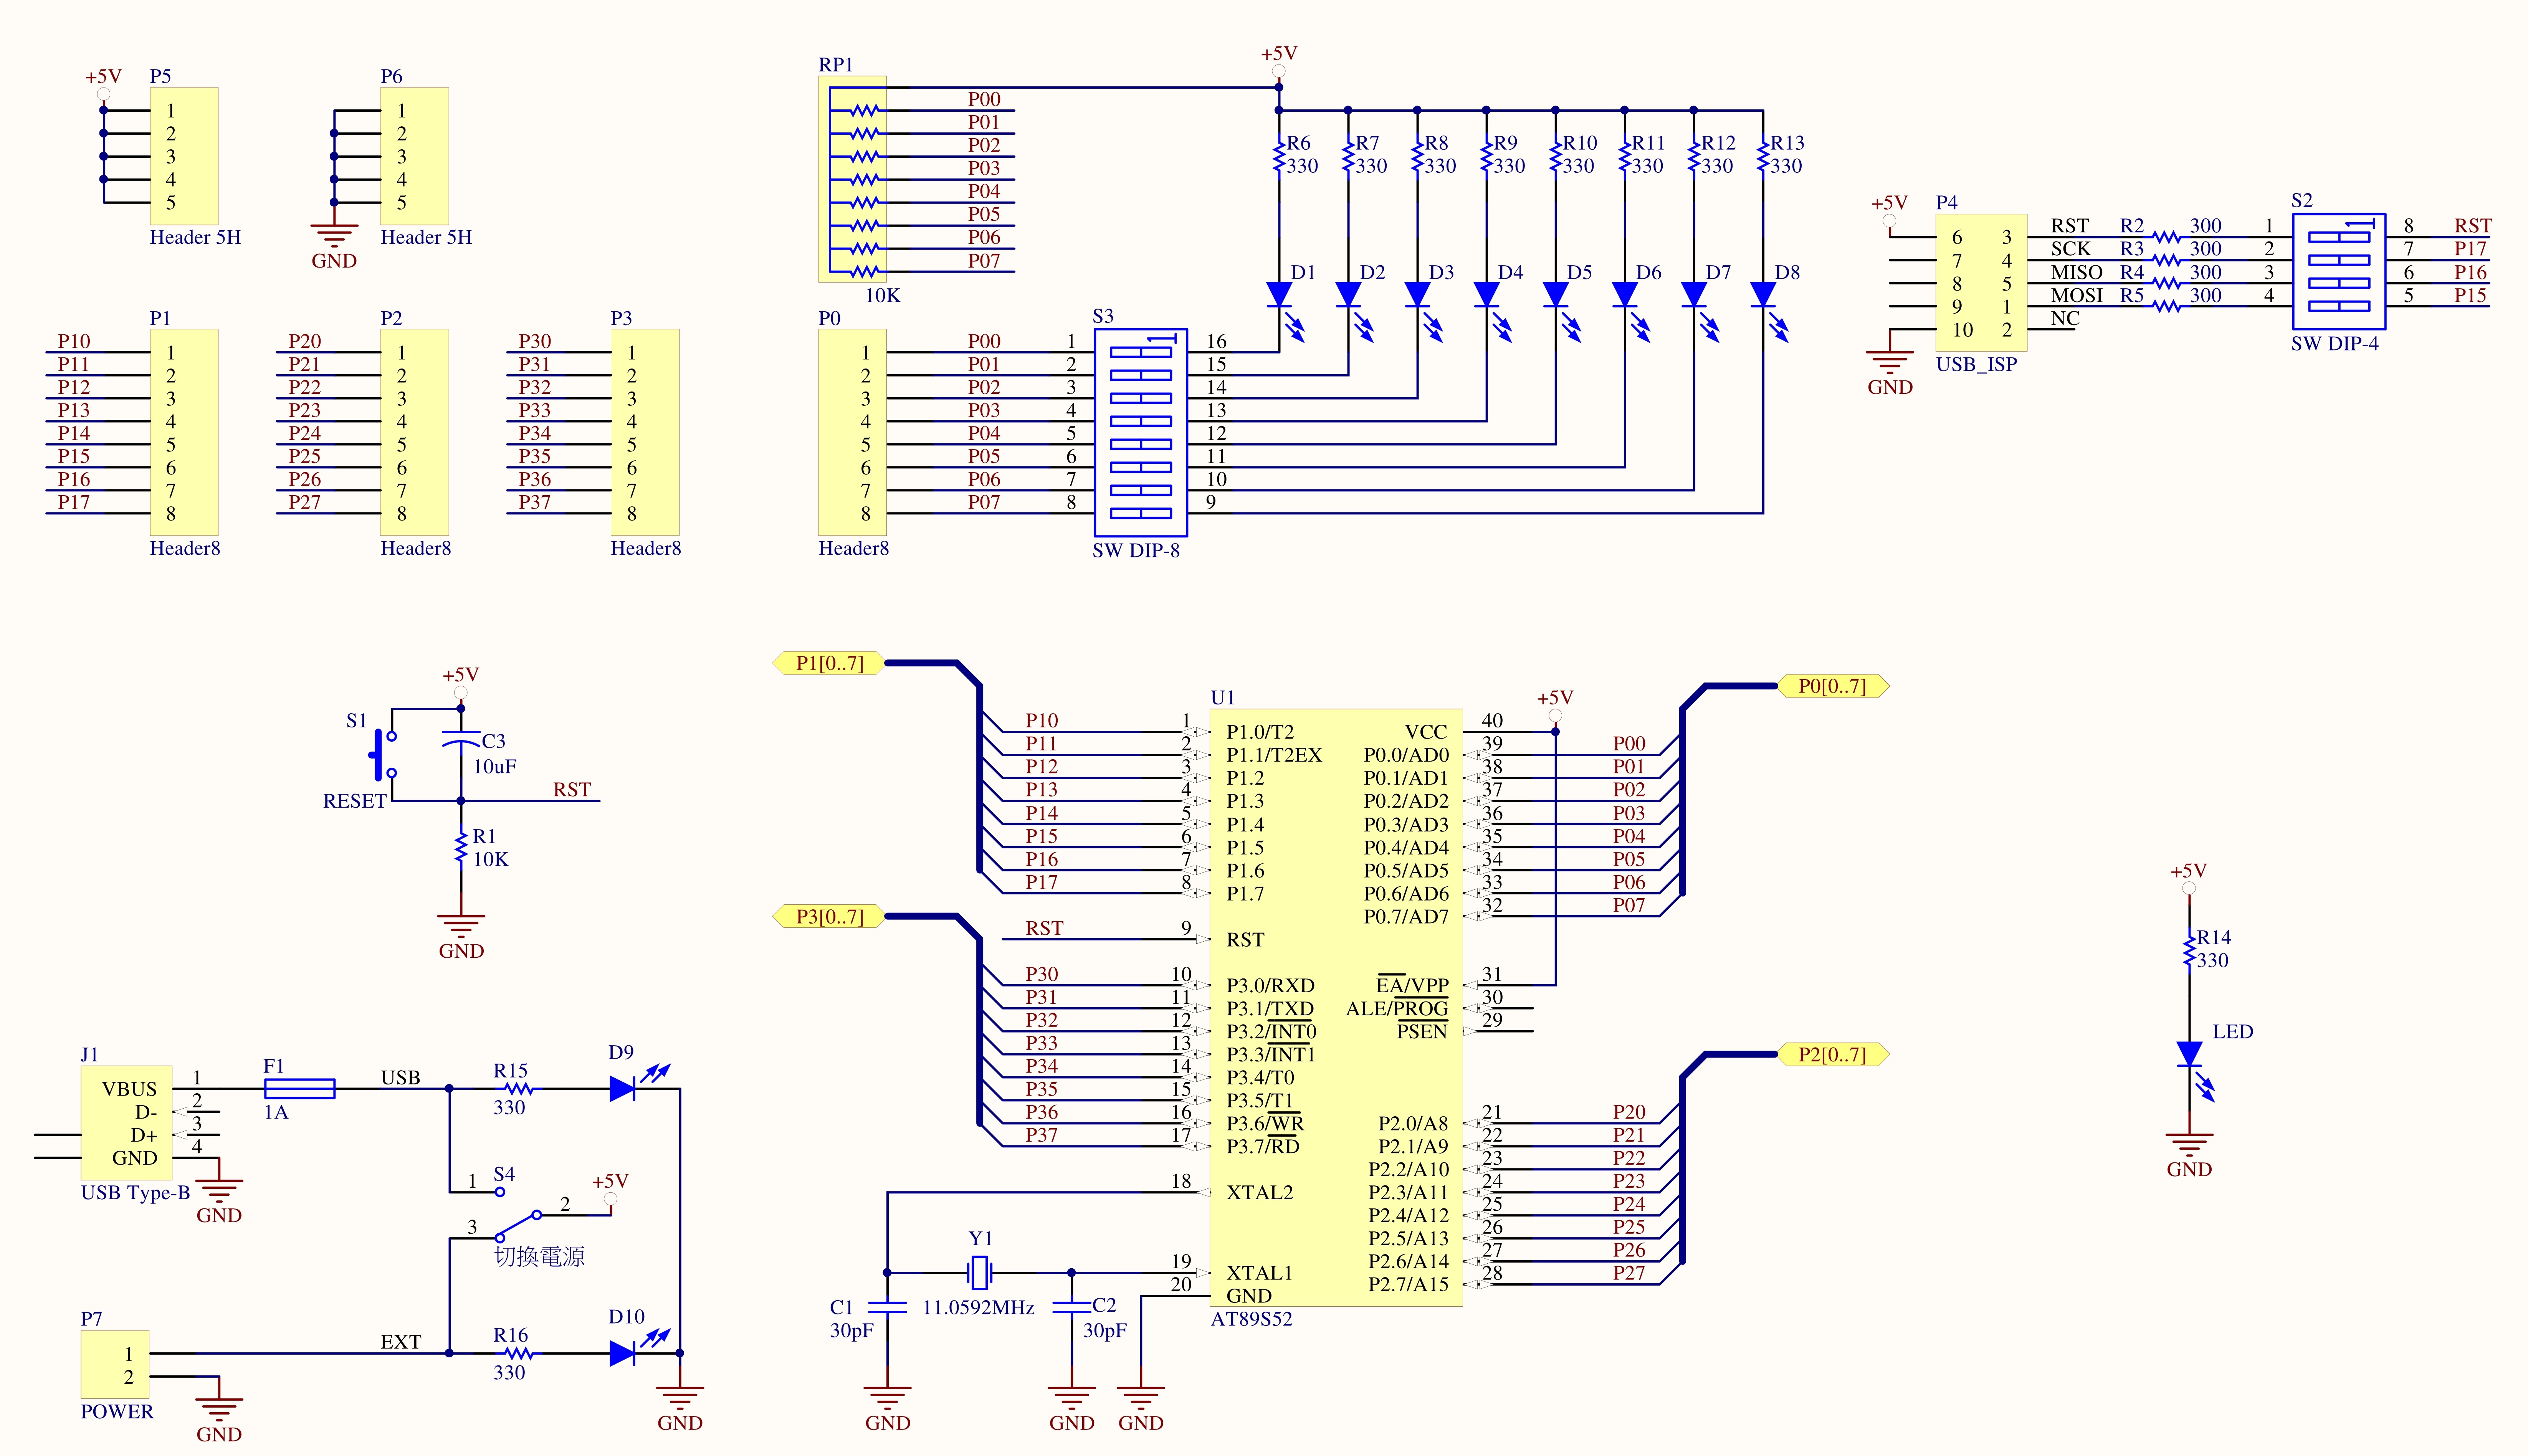 +5V
P5
1
2
3
4
5
Header 5H
P6
1
2
3
4
5
Header 5H
GND
RP1
P00
P01
P02
P03
P04
P05
P06
P07
10K
+5V
R6
330
R7
330
R8
330
R9
330
R10
330
R11
330
R12
330
R13
330
D1
D2
D3
D4
D5
D6
D7
D8
+5V
P4
6 3
7 4
8 5
9 1
10 2
USB_ISP
GND
RST R2 300 1
SCK R3 300 2
MISO R4 300 3
MOSI R5 300 4
NC
S2
1
8 RST
7 P17
6 P16
5 P15
SW DIP-4
P1
P10 1
P11 2
P12 3
P13 4
P14 5
P15 6
P16 7
P17 8
Header8
P2
P20 1
P21 2
P22 3
P23 4
P24 5
P25 6
P26 7
P27 8
Header8
P3
P30 1
P31 2
P32 3
P33 4
P34 5
P35 6
P36 7
P37 8
Header8
P0
1 P00 1
2 P01 2
3 P02 3
4 P03 4
5 P04 5
6 P05 6
7 P06 7
8 P07 8
Header8
S3
1
16
15
14
13
12
11
10
9
SW DIP-8
+5V
S1
C3
10uF
RESET
RST
R1
10K
GND
P1[0..7]
P3[0..7]
P0[0..7]
P2[0..7]
U1
+5V
P10 1 P1.0/T2
P11 2 P1.1/T2EX
P12 3 P1.2
P13 4 P1.3
P14 5 P1.4
P15 6 P1.5
P16 7 P1.6
P17 8 P1.7
RST 9 RST
P30 10 P3.0/RXD
P31 11 P3.1/TXD
P32 12 P3.2/INT0
P33 13 P3.3/INT1
P34 14 P3.4/T0
P35 15 P3.5/T1
P36 16 P3.6/WR
P37 17 P3.7/RD
18 XTAL2
19 XTAL1
20 GND
VCC 40
P0.0/AD0 39 P00
P0.1/AD1 38 P01
P0.2/AD2 37 P02
P0.3/AD3 36 P03
P0.4/AD4 35 P04
P0.5/AD5 34 P05
P0.6/AD6 33 P06
P0.7/AD7 32 P07
EA/VPP 31
ALE/PROG 30
PSEN 29
P2.0/A8 21 P20
P2.1/A9 22 P21
P2.2/A10 23 P22
P2.3/A11 24 P23
P2.4/A12 25 P24
P2.5/A13 26 P25
P2.6/A14 27 P26
P2.7/A15 28 P27
AT89S52
Y1
11.0592MHz
C1
30pF
C2
30pF
GND
GND
GND
+5V
R14
330
LED
GND
J1
VBUS 1
D- 2
D+ 3
GND 4
USB Type-B
GND
F1
1A
USB
R15
330
D9
S4
1
3
2
+5V
切換電源
P7
1
2
POWER
GND
EXT
R16
330
D10
GND